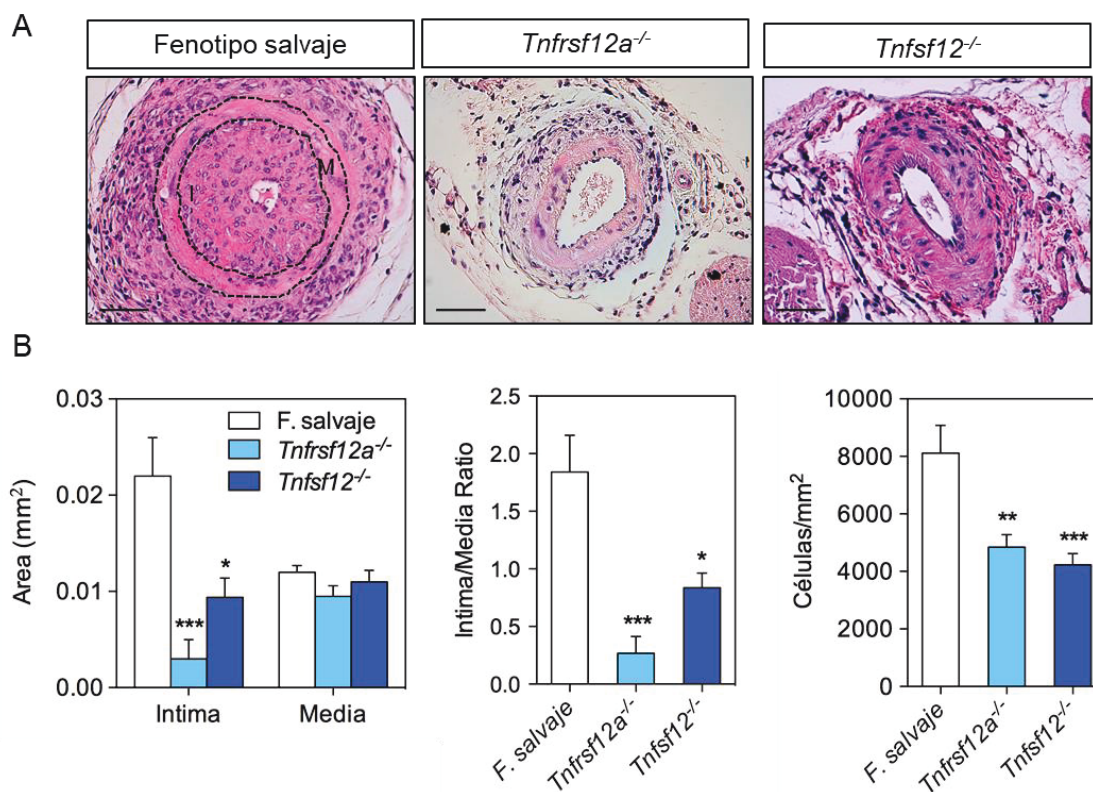 A
Fenotipo salvaje
Tnfrsf12a-/-
Tnfsf12-/-
I
M
B
Area (mm2)
0.03
0.02
0.01
0.00
F. salvaje
Tnfrsf12a-/-
Tnfsf12-/-
***
*
Intima
Media
Intima/Media Ratio
2.5
2.0
1.5
1.0
0.5
0.0
***
*
F. salvaje
Tnfrsf12a-/-
Tnfsf12-/-
Células/mm2
10000
8000
6000
4000
2000
0
**
***
F. salvaje
Tnfrsf12a-/-
Tnfsf12-/-